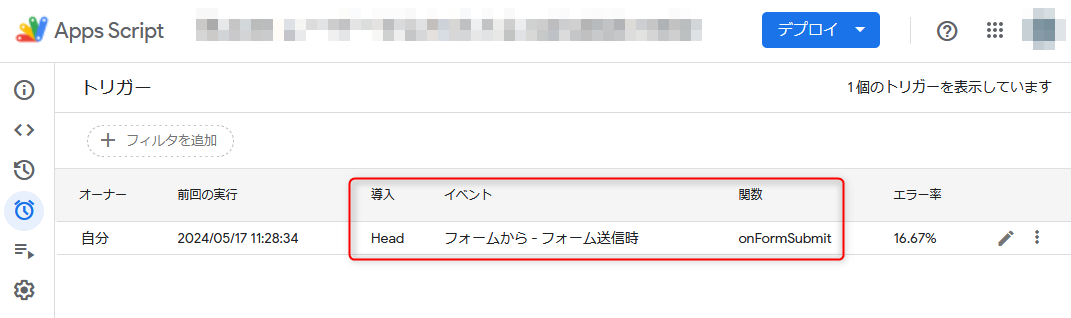 Apps Script
デプロイ
トリガー
1 個のトリガーを表示しています
フィルタを追加
オーナー 前回の実行 導入 イベント 関数 エラー率
自分 2024/05/17 11:28:34 Head フォームから - フォーム送信時 onFormSubmit 16.67%